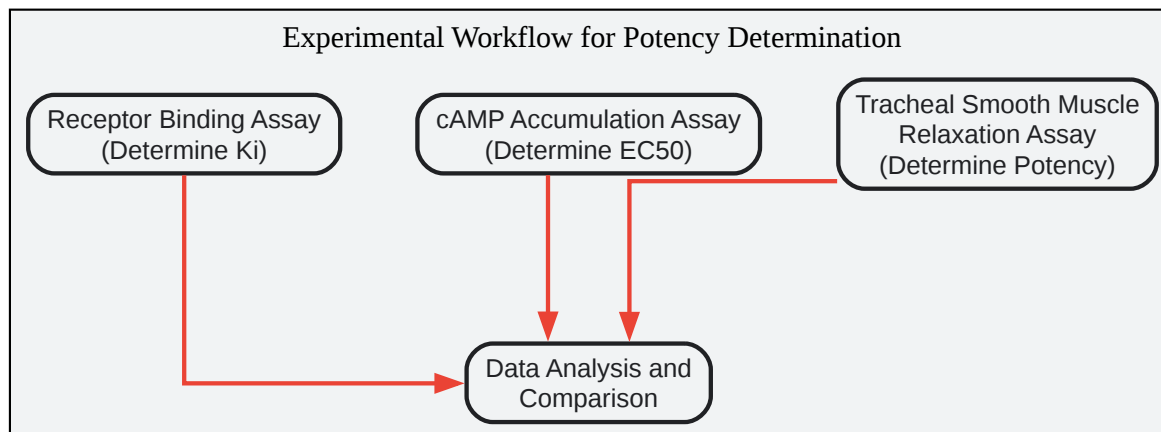 Experimental Workflow for Potency Determination
Receptor Binding Assay
(Determine Ki)
cAMP Accumulation Assay
(Determine EC50)
Tracheal Smooth Muscle
Relaxation Assay
(Determine Potency)
Data Analysis and
Comparison